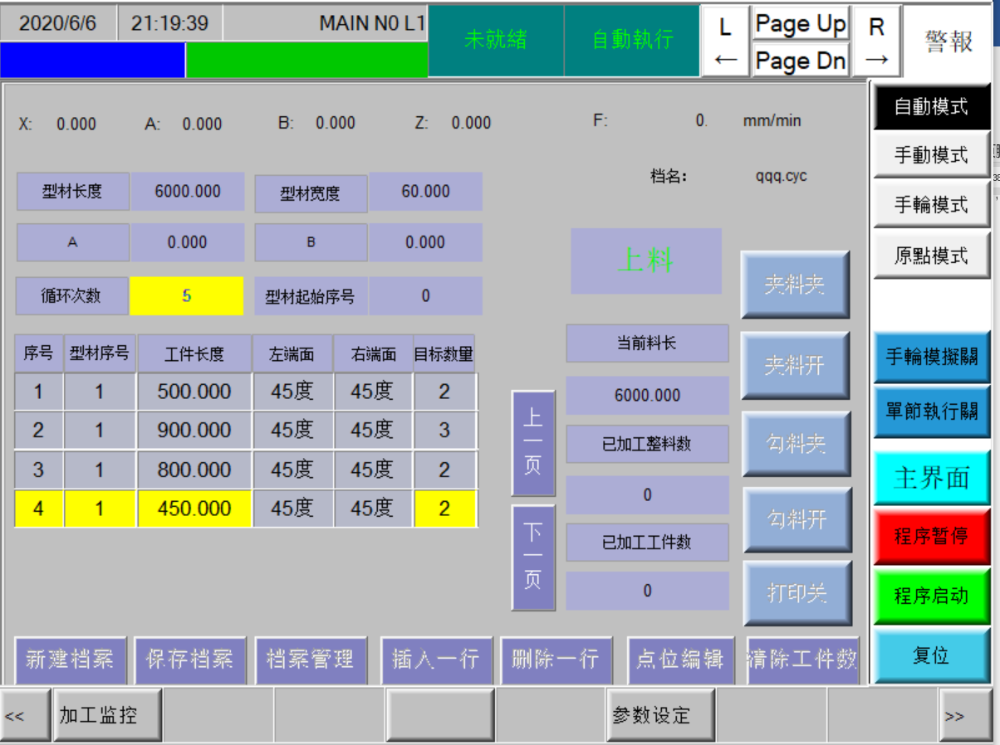 2020/6/6 21:19:39 MAIN N0 L1 未就緒 自動執行 L ← Page Up Page Dn R → 警報
X: 0.000 A: 0.000 B: 0.000 Z: 0.000 F: 0. mm/min
自動模式
手動模式
手輪模式
原點模式
型材长度 6000.000 型材宽度 60.000 档名: qqq.cyc
A 0.000 B 0.000
上料
夹料夹
循环次数 5 型材起始序号 0
序号 型材序号 工件长度 左端面 右端面 目标数量
1 1 500.000 45度 45度 2
2 1 900.000 45度 45度 3
3 1 800.000 45度 45度 2
4 1 450.000 45度 45度 2
上一页
下一页
当前料长
6000.000
已加工整料数
0
已加工工件数
0
夹料开
勾料夹
勾料开
打印关
手輪模擬關
單節執行關
主界面
程序暂停
程序启动
复位
新建档案 保存档案 档案管理 插入一行 删除一行 点位编辑 清除工件数
<< 加工监控 参数设定 >>